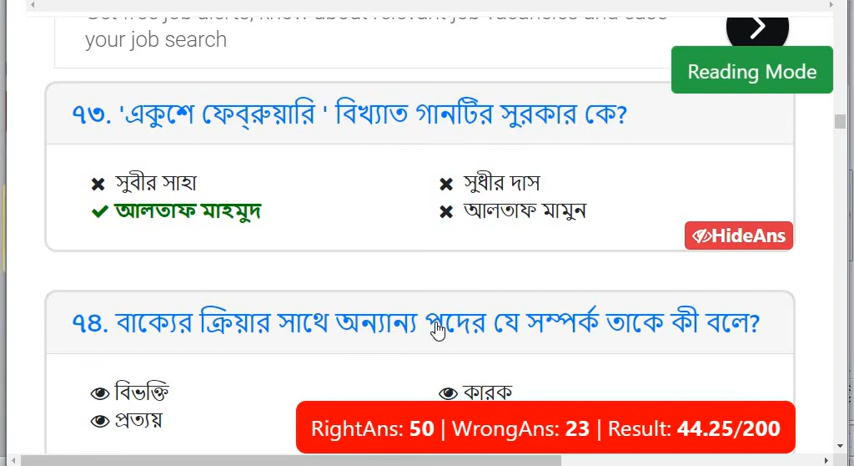 your job search
Reading Mode
৭৩. 'একুশে ফেব্রুয়ারি ' বিখ্যাত গানটির সুরকার কে?
সুবীর সাহা
সুধীর দাস
আলতাফ মাহমুদ
আলতাফ মামুন
HideAns
৭৪. বাক্যের ক্রিয়ার সাথে অন্যান্য পদের যে সম্পর্ক তাকে কী বলে?
বিভক্তি
কারক
প্রত্যয়
RightAns: 50 | WrongAns: 23 | Result: 44.25/200